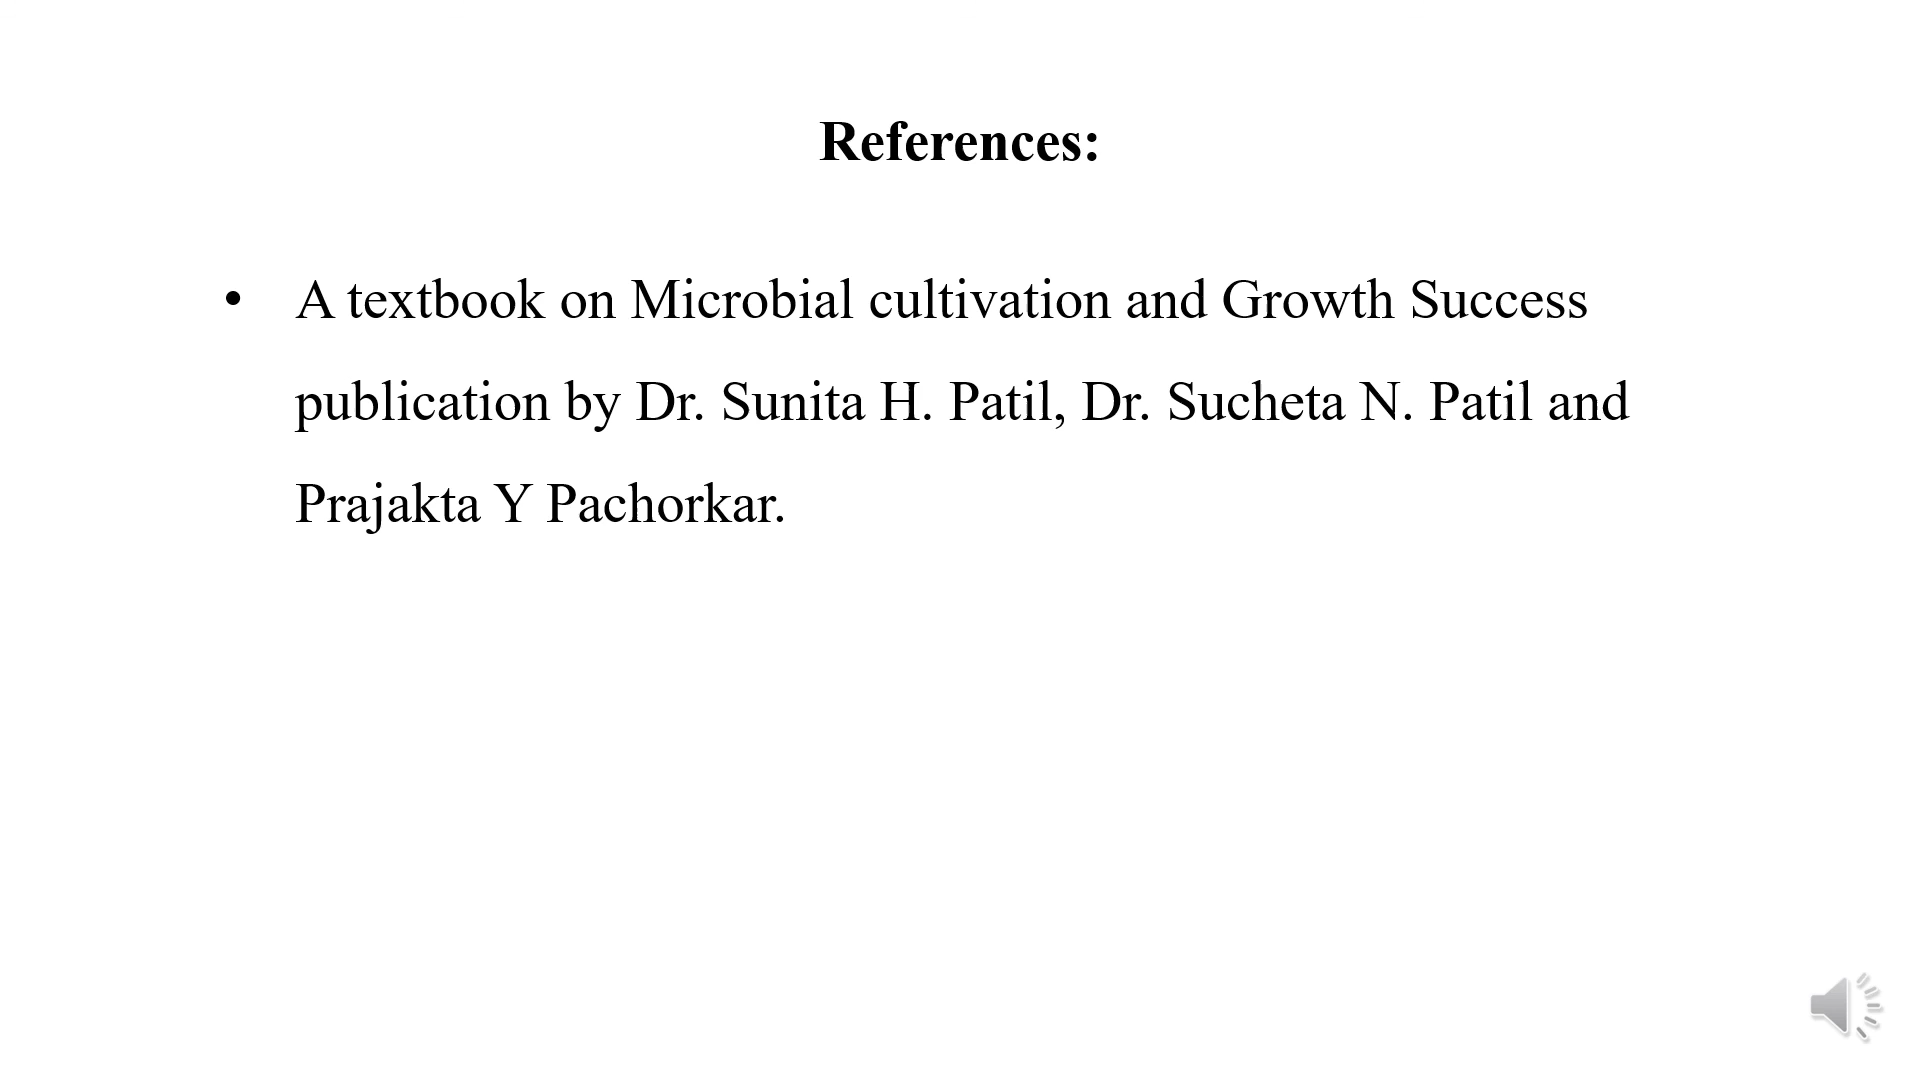 References:
• A textbook on Microbial cultivation and Growth Success
publication by Dr. Sunita H. Patil, Dr. Sucheta N. Patil and
Prajakta Y Pachorkar.